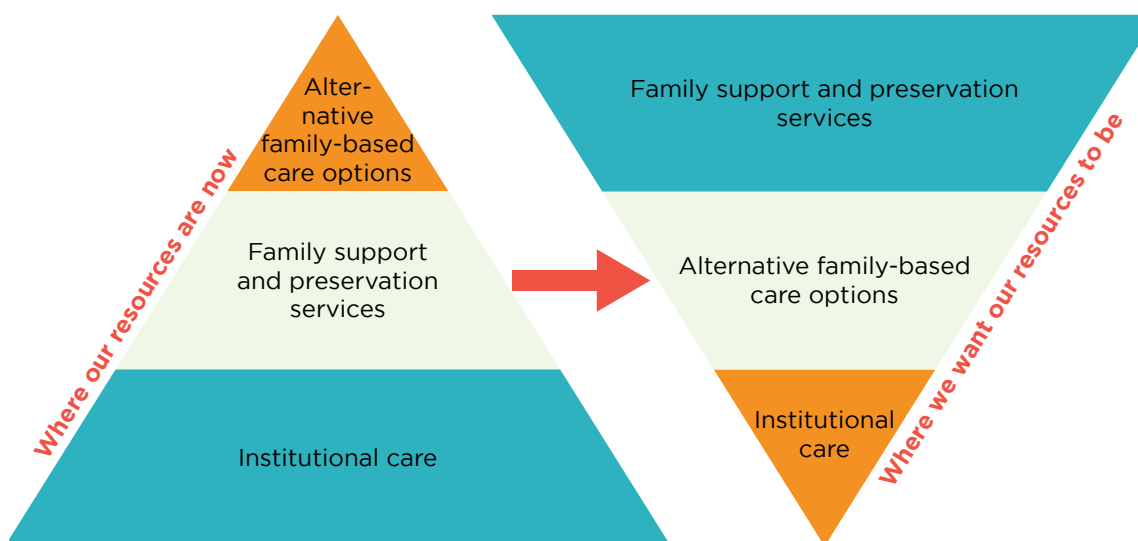 Where our resources are now
Alter-
native
family-based
care options
Family support
and preservation
services
Institutional care
Family support and preservation
services
Alternative family-based
care options
Institutional
care
Where we want our resources to be